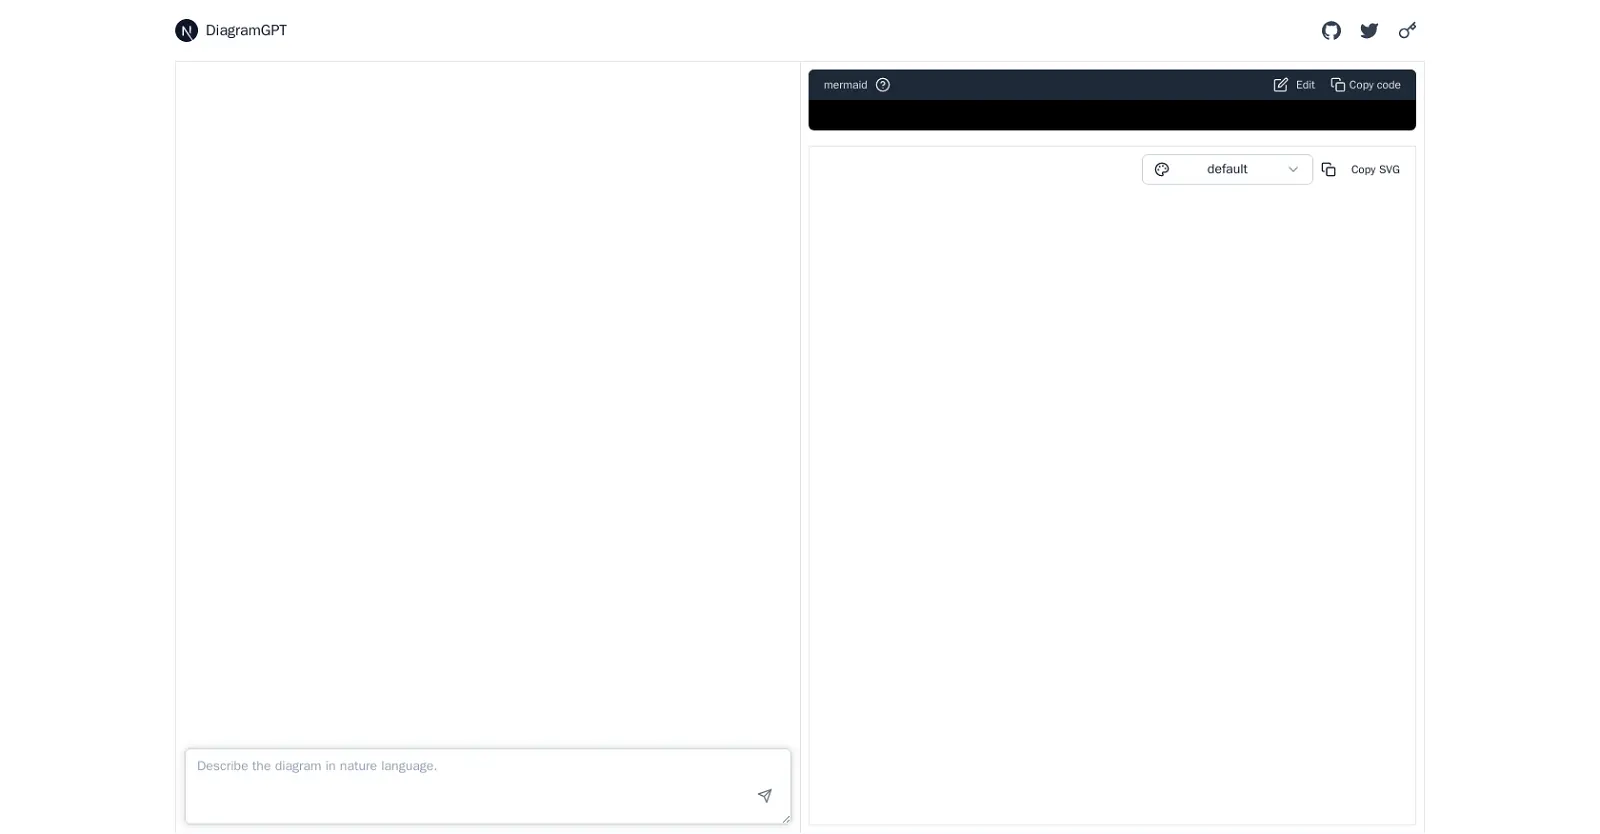 DiagramGPT
mermaid
Edit
Copy code
default
Copy SVG
Describe the diagram in nature language.